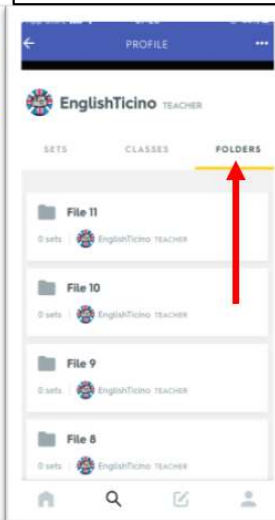 PROFILE
EnglishTicino TEACHER
SETS CLASSES FOLDERS
File 11
0 sets EnglishTicino TEACHER
File 10
0 sets EnglishTicino TEACHER
File 9
0 sets EnglishTicino TEACHER
File 8
0 sets EnglishTicino TEACHER